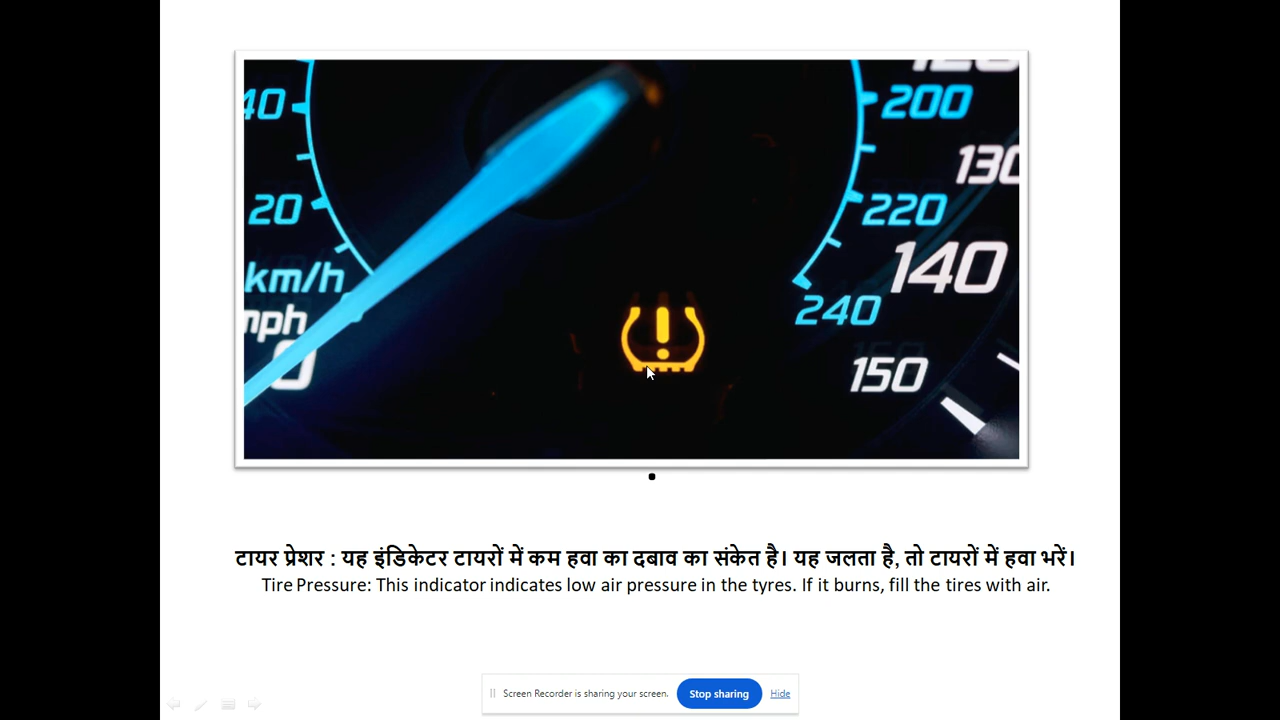 40
200
130
20
220
140
km/h
240
mph
0
150
टायर प्रेशर : यह इंडिकेटर टायरों में कम हवा का दबाव का संकेत है। यह जलता है, तो टायरों में हवा भरें।
Tire Pressure: This indicator indicates low air pressure in the tyres. If it burns, fill the tires with air.
Screen Recorder is sharing your screen. Stop sharing Hide